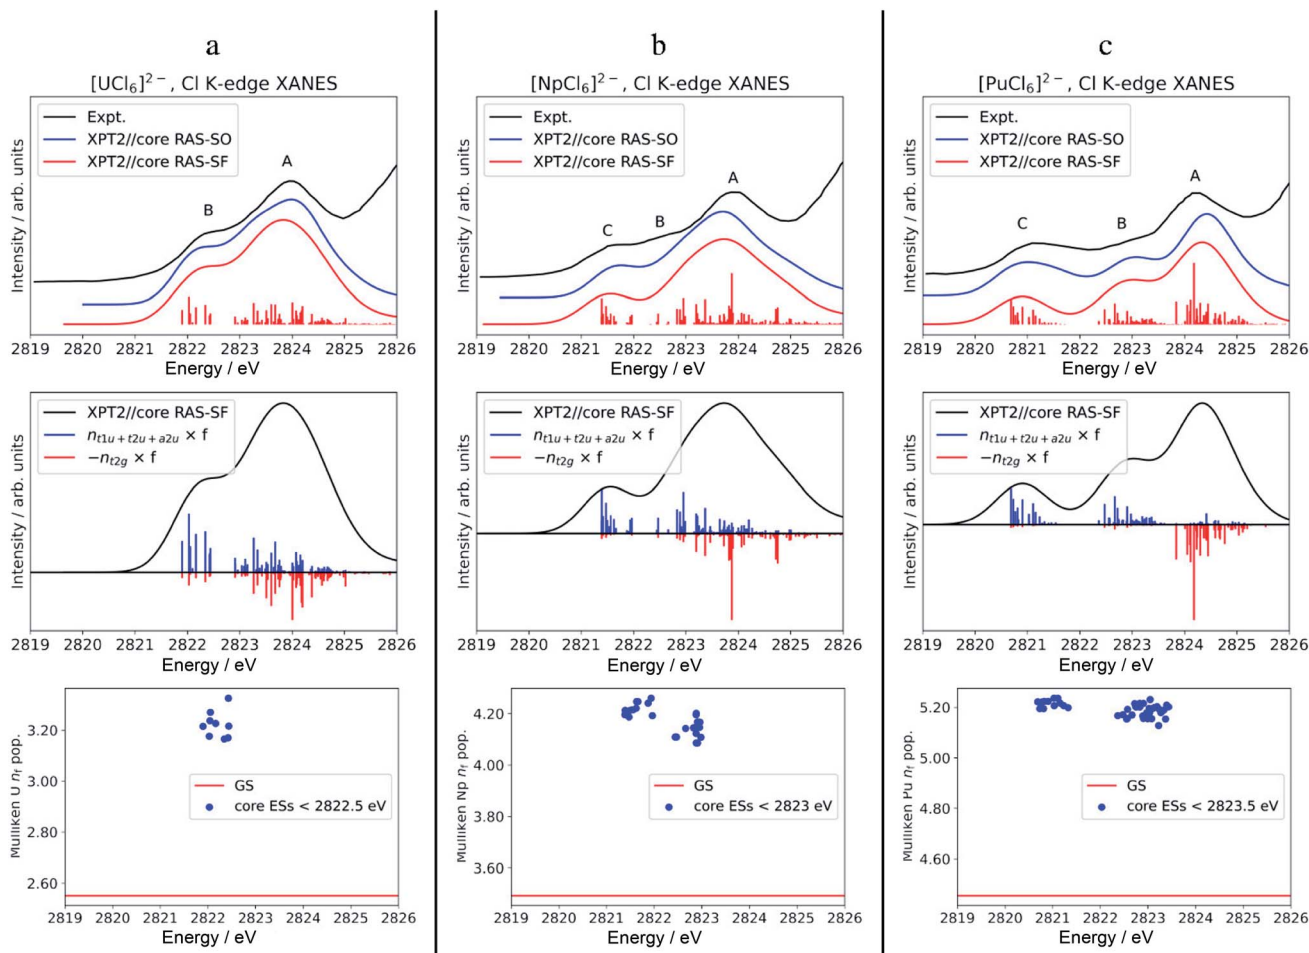 a
[UCl6]2−, Cl K-edge XANES
Expt.
XPT2//core RAS-SO
XPT2//core RAS-SF
A
B
Intensity / arb. units
2819 2820 2821 2822 2823 2824 2825 2826
Energy / eV
XPT2//core RAS-SF
nt1u+t2u+a2u × f
−nt2g × f
Intensity / arb. units
2819 2820 2821 2822 2823 2824 2825 2826
Energy / eV
3.20
3.00
2.80
2.60
Mulliken U nf pop.
GS
core ESs < 2822.5 eV
2819 2820 2821 2822 2823 2824 2825 2826
Energy / eV
b
[NpCl6]2−, Cl K-edge XANES
Expt.
XPT2//core RAS-SO
XPT2//core RAS-SF
A
B
C
Intensity / arb. units
2819 2820 2821 2822 2823 2824 2825 2826
Energy / eV
XPT2//core RAS-SF
nt1u+t2u+a2u × f
−nt2g × f
Intensity / arb. units
2819 2820 2821 2822 2823 2824 2825 2826
Energy / eV
4.20
4.00
3.80
3.60
Mulliken Np nf pop.
GS
core ESs < 2823 eV
2819 2820 2821 2822 2823 2824 2825 2826
Energy / eV
c
[PuCl6]2−, Cl K-edge XANES
Expt.
XPT2//core RAS-SO
XPT2//core RAS-SF
A
B
C
Intensity / arb. units
2819 2820 2821 2822 2823 2824 2825 2826
Energy / eV
XPT2//core RAS-SF
nt1u+t2u+a2u × f
−nt2g × f
Intensity / arb. units
2819 2820 2821 2822 2823 2824 2825 2826
Energy / eV
5.20
5.00
4.80
4.60
Mulliken Pu nf pop.
GS
core ESs < 2823.5 eV
2819 2820 2821 2822 2823 2824 2825 2826
Energy / eV